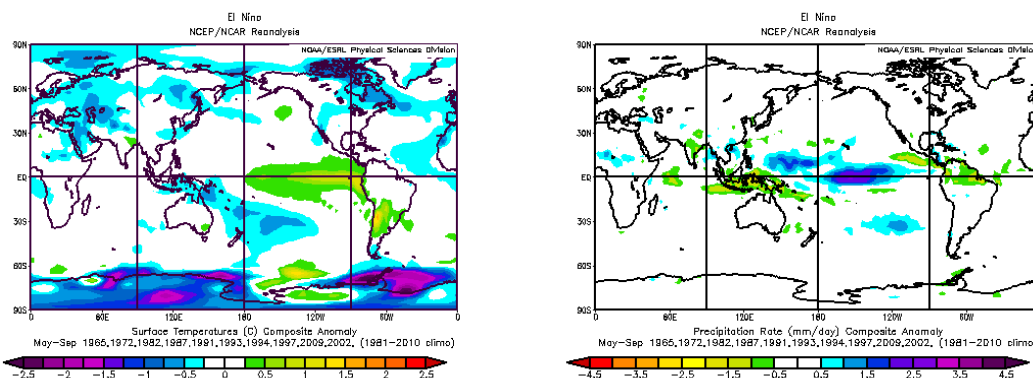 El Nino
NCEP/NCAR Reanalysis
NOAA/ESRL Physical Sciences Division
90N
60N
30N
EQ
30S
60S
90S
0
60E
120E
180
120W
60W
0
Surface Temperatures (C) Composite Anomaly
May-Sep 1965,1972,1982,1987,1991,1993,1994,1997,2009,2002, (1981-2010 climo)
-2.5 -2 -1.5 -1 -0.5 0 0.5 1 1.5 2 2.5
El Nino
NCEP/NCAR Reanalysis
NOAA/ESRL Physical Sciences Division
90N
60N
30N
EQ
30S
60S
90S
0
60E
120E
180
120W
60W
Precipitation Rate (mm/day) Composite Anomaly
May-Sep 1965,1972,1982,1987,1991,1993,1994,1997,2009,2002, (1981-2010 clim
-4.5 -3.5 -2.5 -1.5 -0.5 0.5 1.5 2.5 3.5 4.5